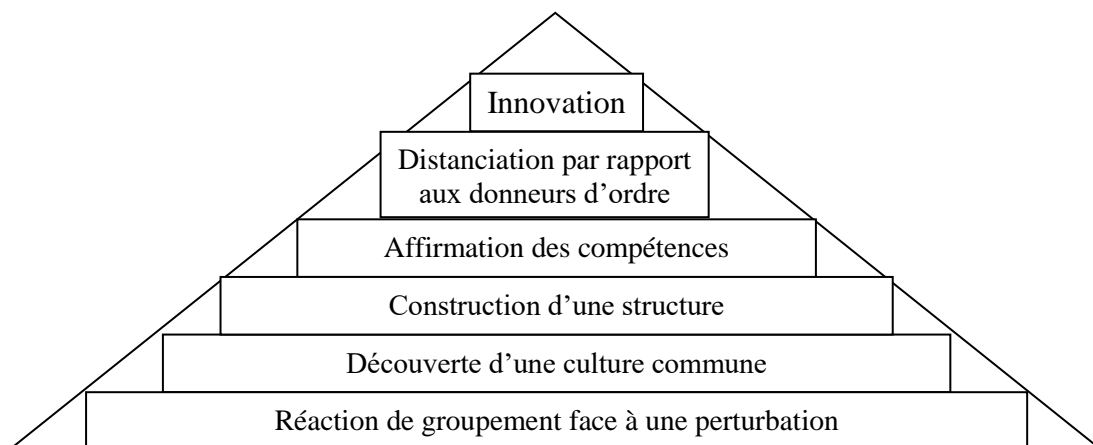 Innovation
Distanciation par rapport
aux donneurs d’ordre
Affirmation des compétences
Construction d’une structure
Découverte d’une culture commune
Réaction de groupement face à une perturbation